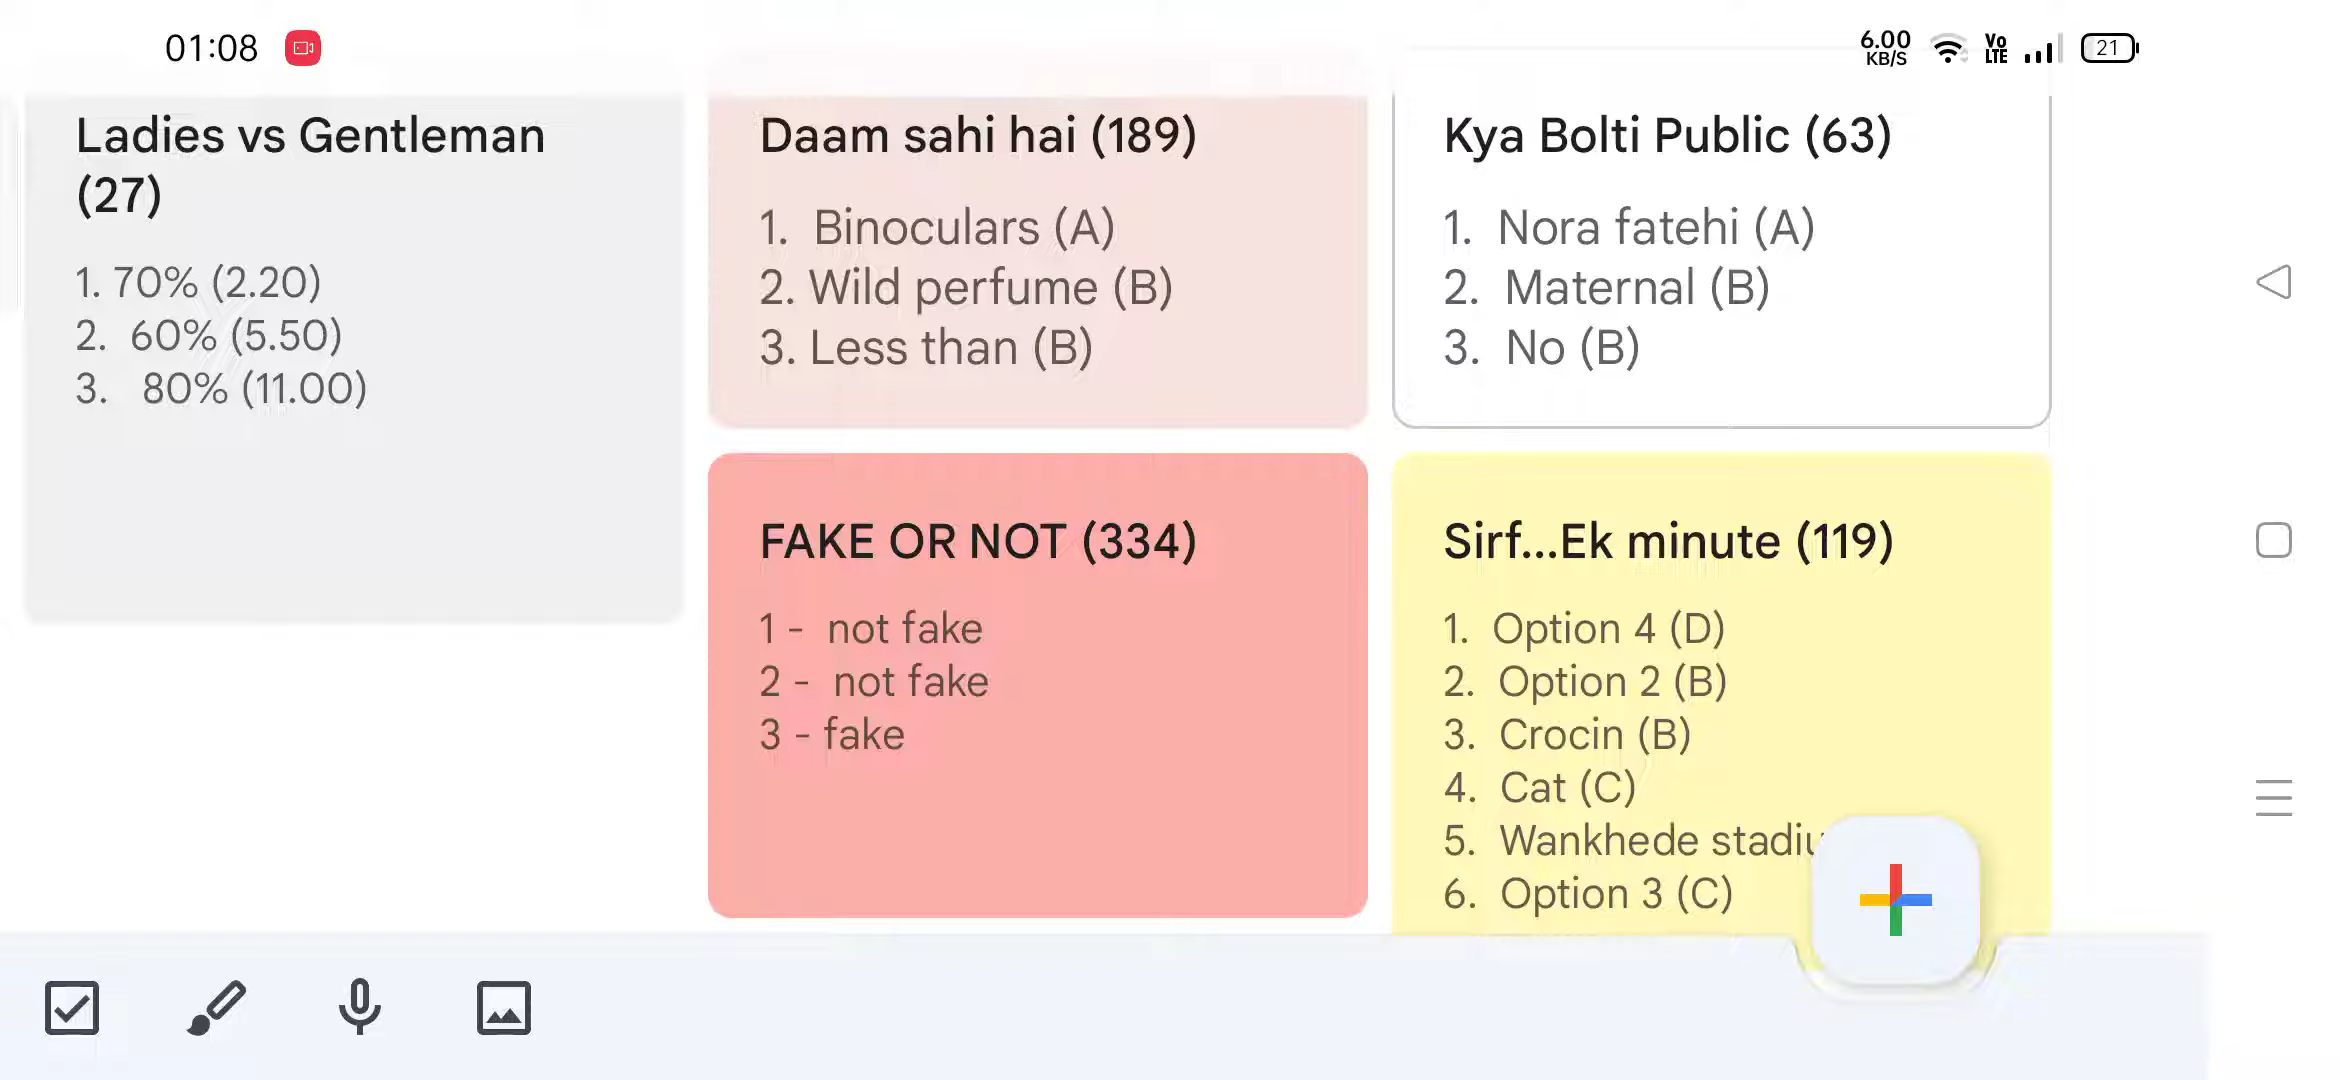 01:08
6.00
KB/S
Vo
LTE
21
Ladies vs Gentleman
(27)
1. 70% (2.20)
2. 60% (5.50)
3. 80% (11.00)
Daam sahi hai (189)
1. Binoculars (A)
2. Wild perfume (B)
3. Less than (B)
Kya Bolti Public (63)
1. Nora fatehi (A)
2. Maternal (B)
3. No (B)
FAKE OR NOT (334)
1 - not fake
2 - not fake
3 - fake
Sirf...Ek minute (119)
1. Option 4 (D)
2. Option 2 (B)
3. Crocin (B)
4. Cat (C)
5. Wankhede
6. Option 3 (C)